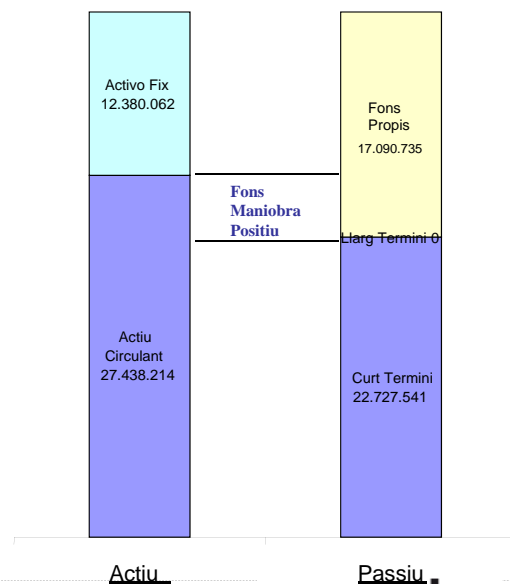 Activo Fix
12.380.062
Actiu
Circulant
27.438.214
Fons
Maniobra
Positiu
Fons
Propis
17.090.735
Llarg Termini 0
Curt Termini
22.727.541
Actiu
Passiu